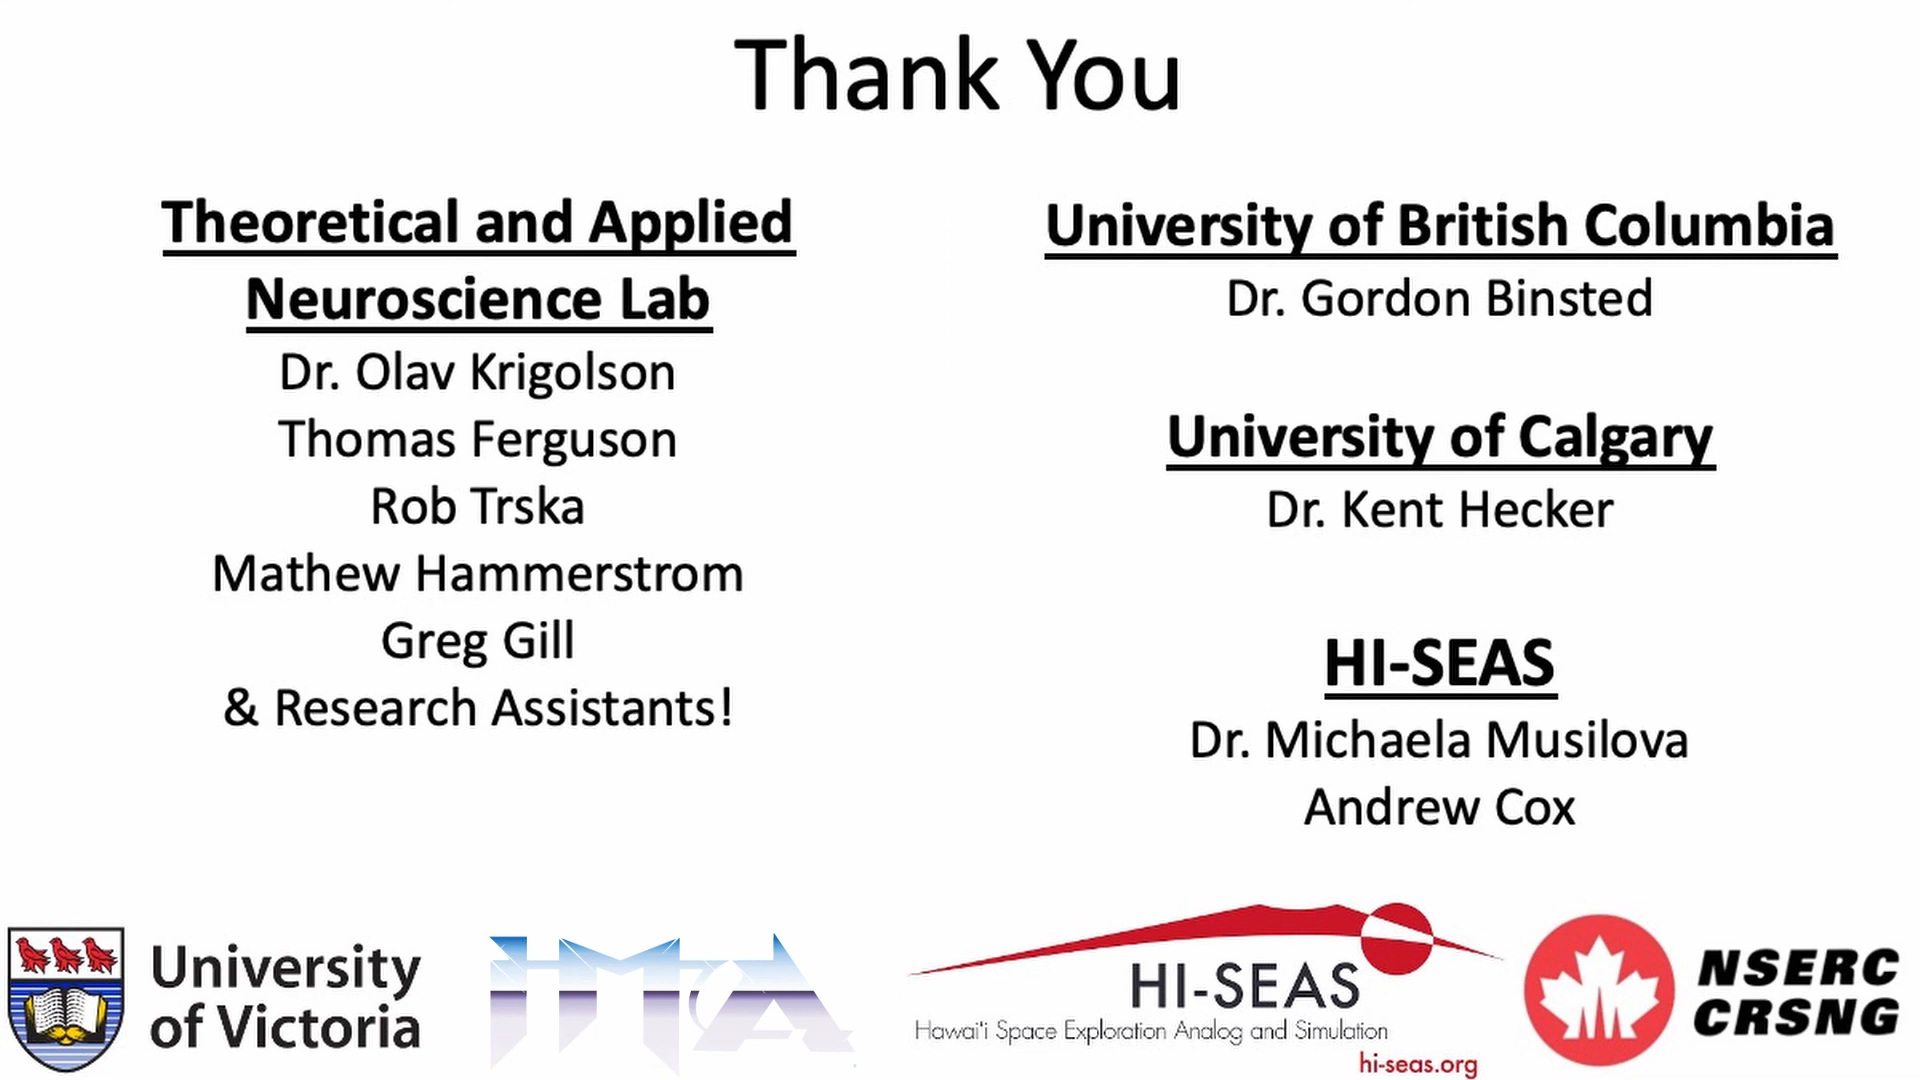 Thank You
Theoretical and Applied
Neuroscience Lab
Dr. Olav Krigolson
Thomas Ferguson
Rob Trska
Mathew Hammerstrom
Greg Gill
& Research Assistants!
University of British Columbia
Dr. Gordon Binsted
University of Calgary
Dr. Kent Hecker
HI-SEAS
Dr. Michaela Musilova
Andrew Cox
University
of Victoria
IMA
HI-SEAS
Hawai'i Space Exploration Analog and Simulation
hi-seas.org
NSERC
CRSNG